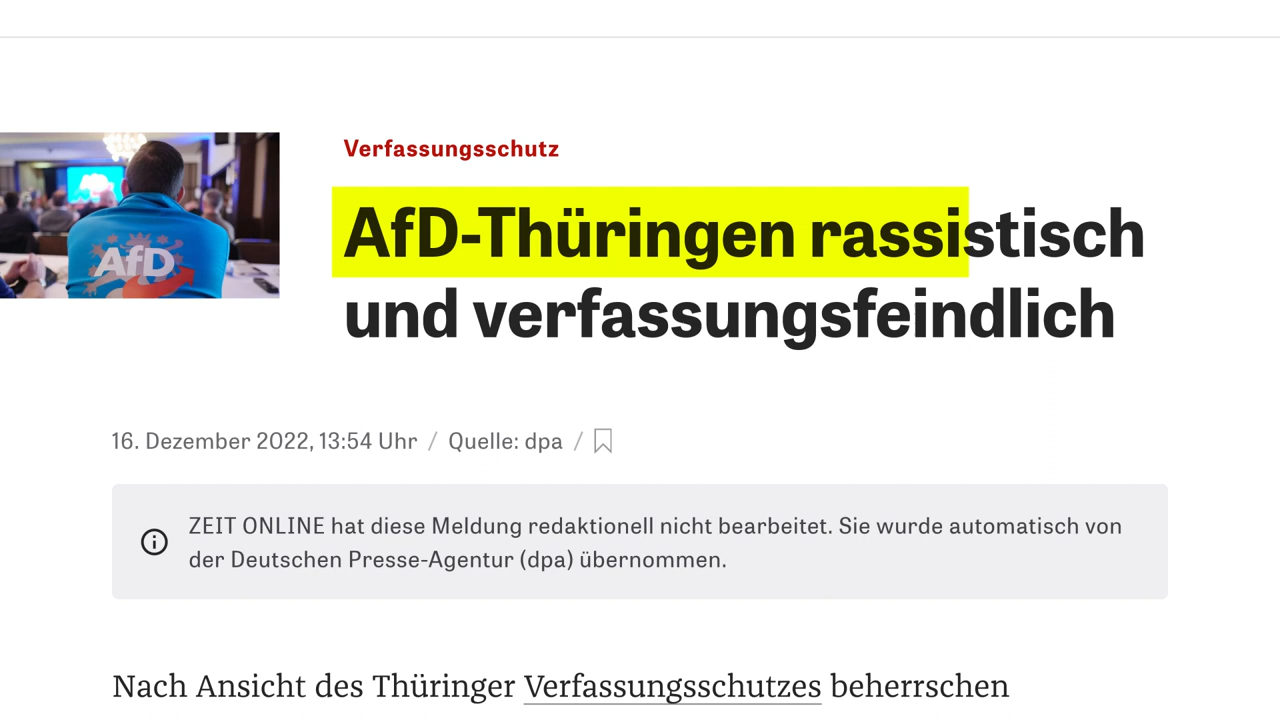 Verfassungsschutz
AfD-Thüringen rassistisch
und verfassungsfeindlich
AfD
AfD
16. Dezember 2022, 13:54 Uhr / Quelle: dpa /
ZEIT ONLINE hat diese Meldung redaktionell nicht bearbeitet. Sie wurde automatisch von
der Deutschen Presse-Agentur (dpa) übernommen.
Nach Ansicht des Thüringer Verfassungsschutzes beherrschen